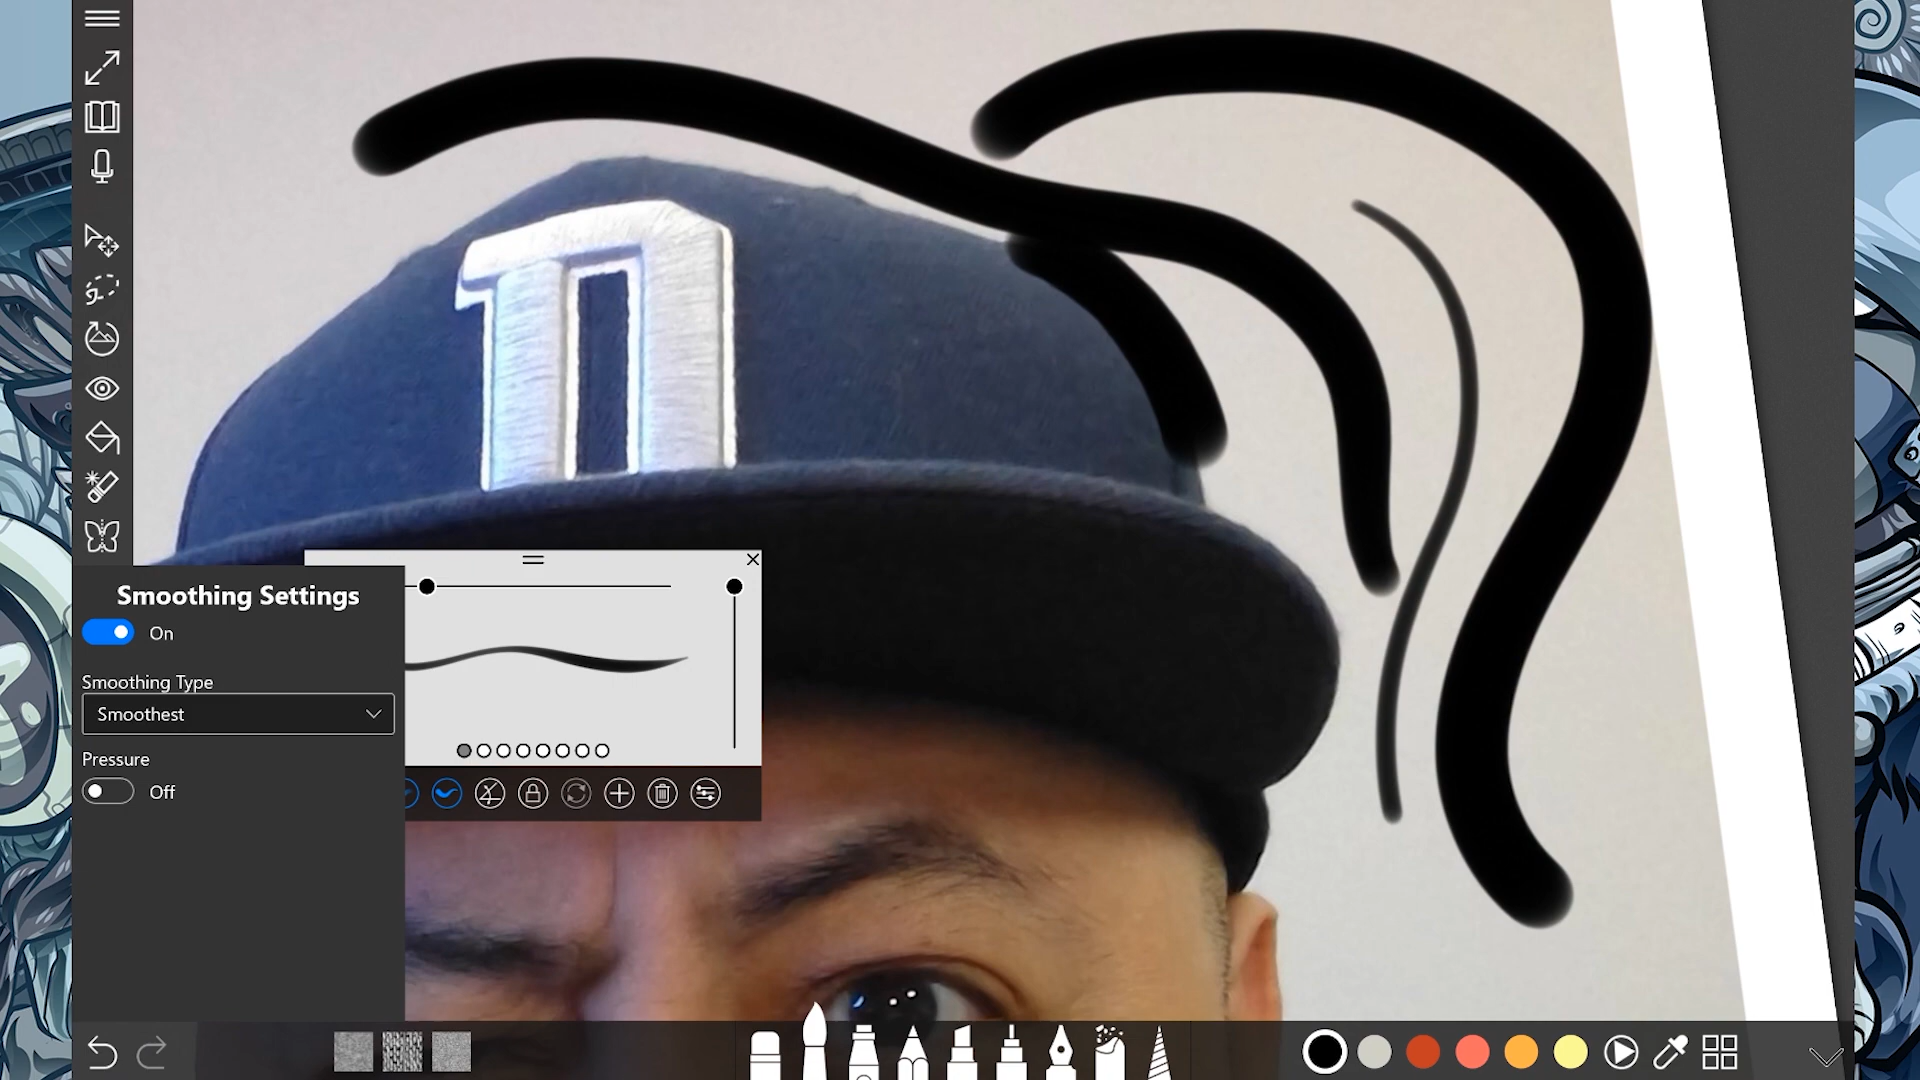 Smoothing Settings
On
Smoothing Type
Smoothest
Pressure
Off